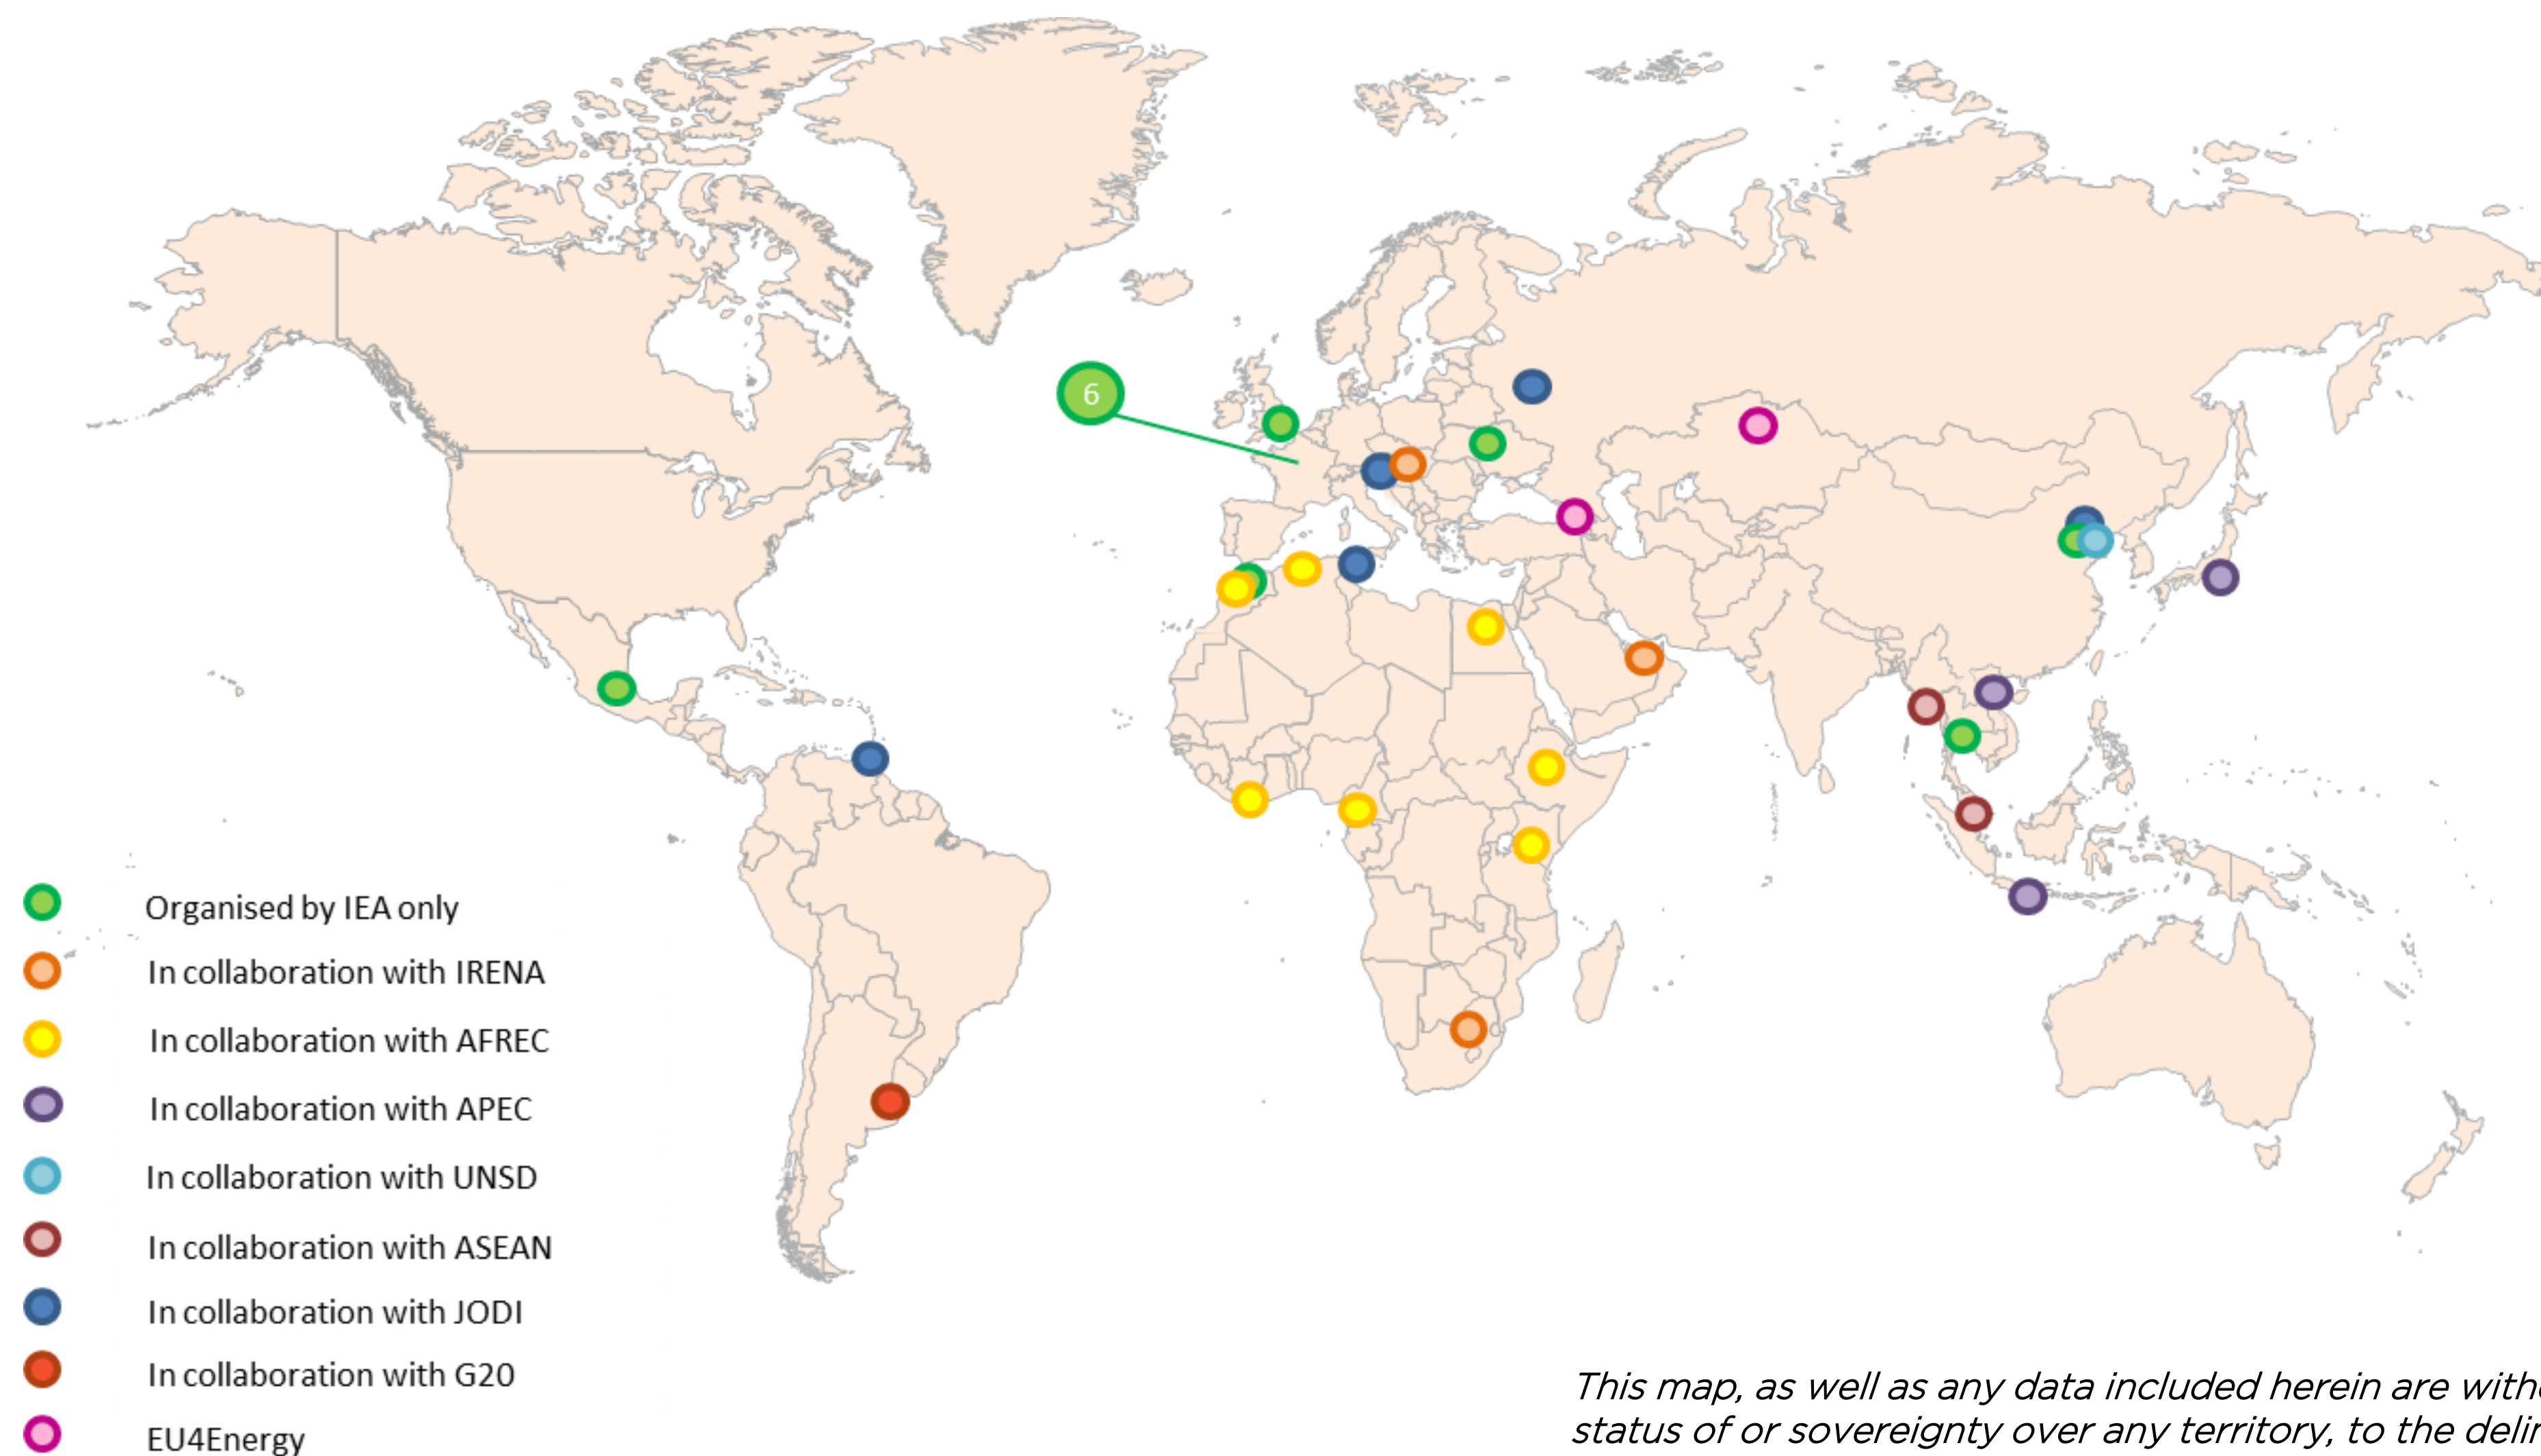 6
Organised by IEA only
In collaboration with IRENA
In collaboration with AFREC
In collaboration with APEC
In collaboration with UNSD
In collaboration with ASEAN
In collaboration with JODI
In collaboration with G20
EU4Energy
This map, as well as any data included herein are
status of or sovereignty over any territory, to the